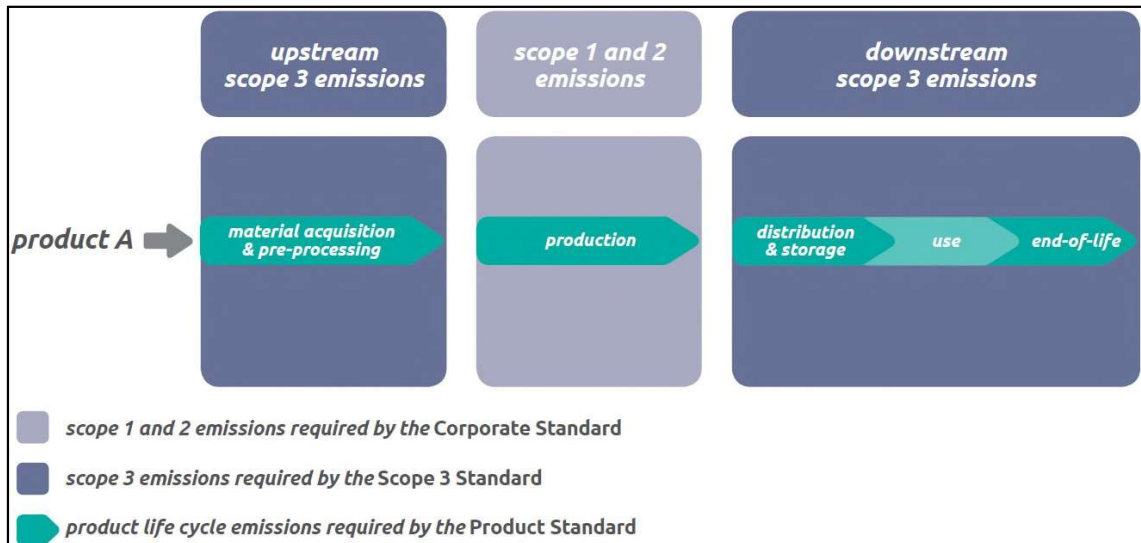 upstream
scope 3 emissions
scope 1 and 2
emissions
downstream
scope 3 emissions
product A
material acquisition
& pre-processing
production
distribution
& storage
use
end-of-life
scope 1 and 2 emissions required by the Corporate Standard
scope 3 emissions required by the Scope 3 Standard
product life cycle emissions required by the Product Standard